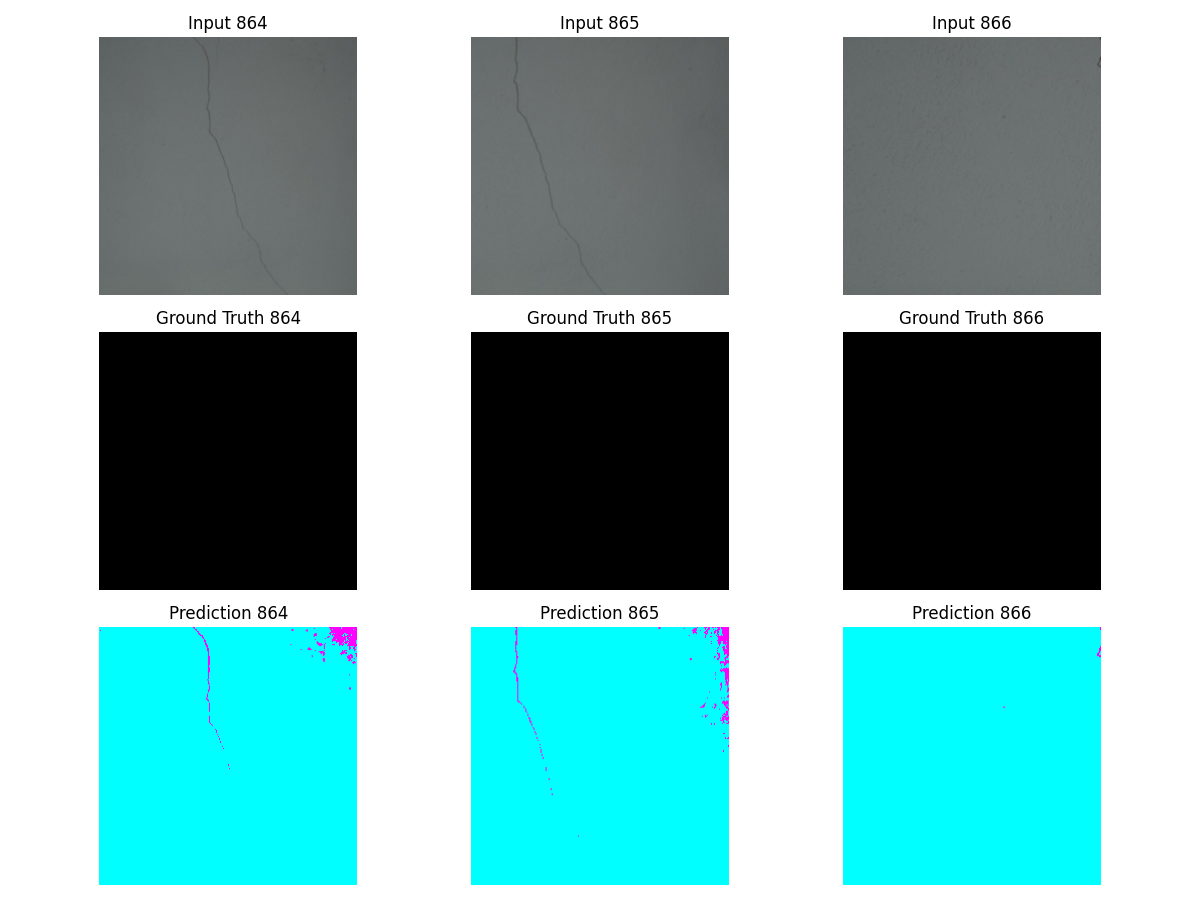 Input 864
Input 865
Input 866
Ground Truth 864
Ground Truth 865
Ground Truth 866
Prediction 864
Prediction 865
Prediction 866